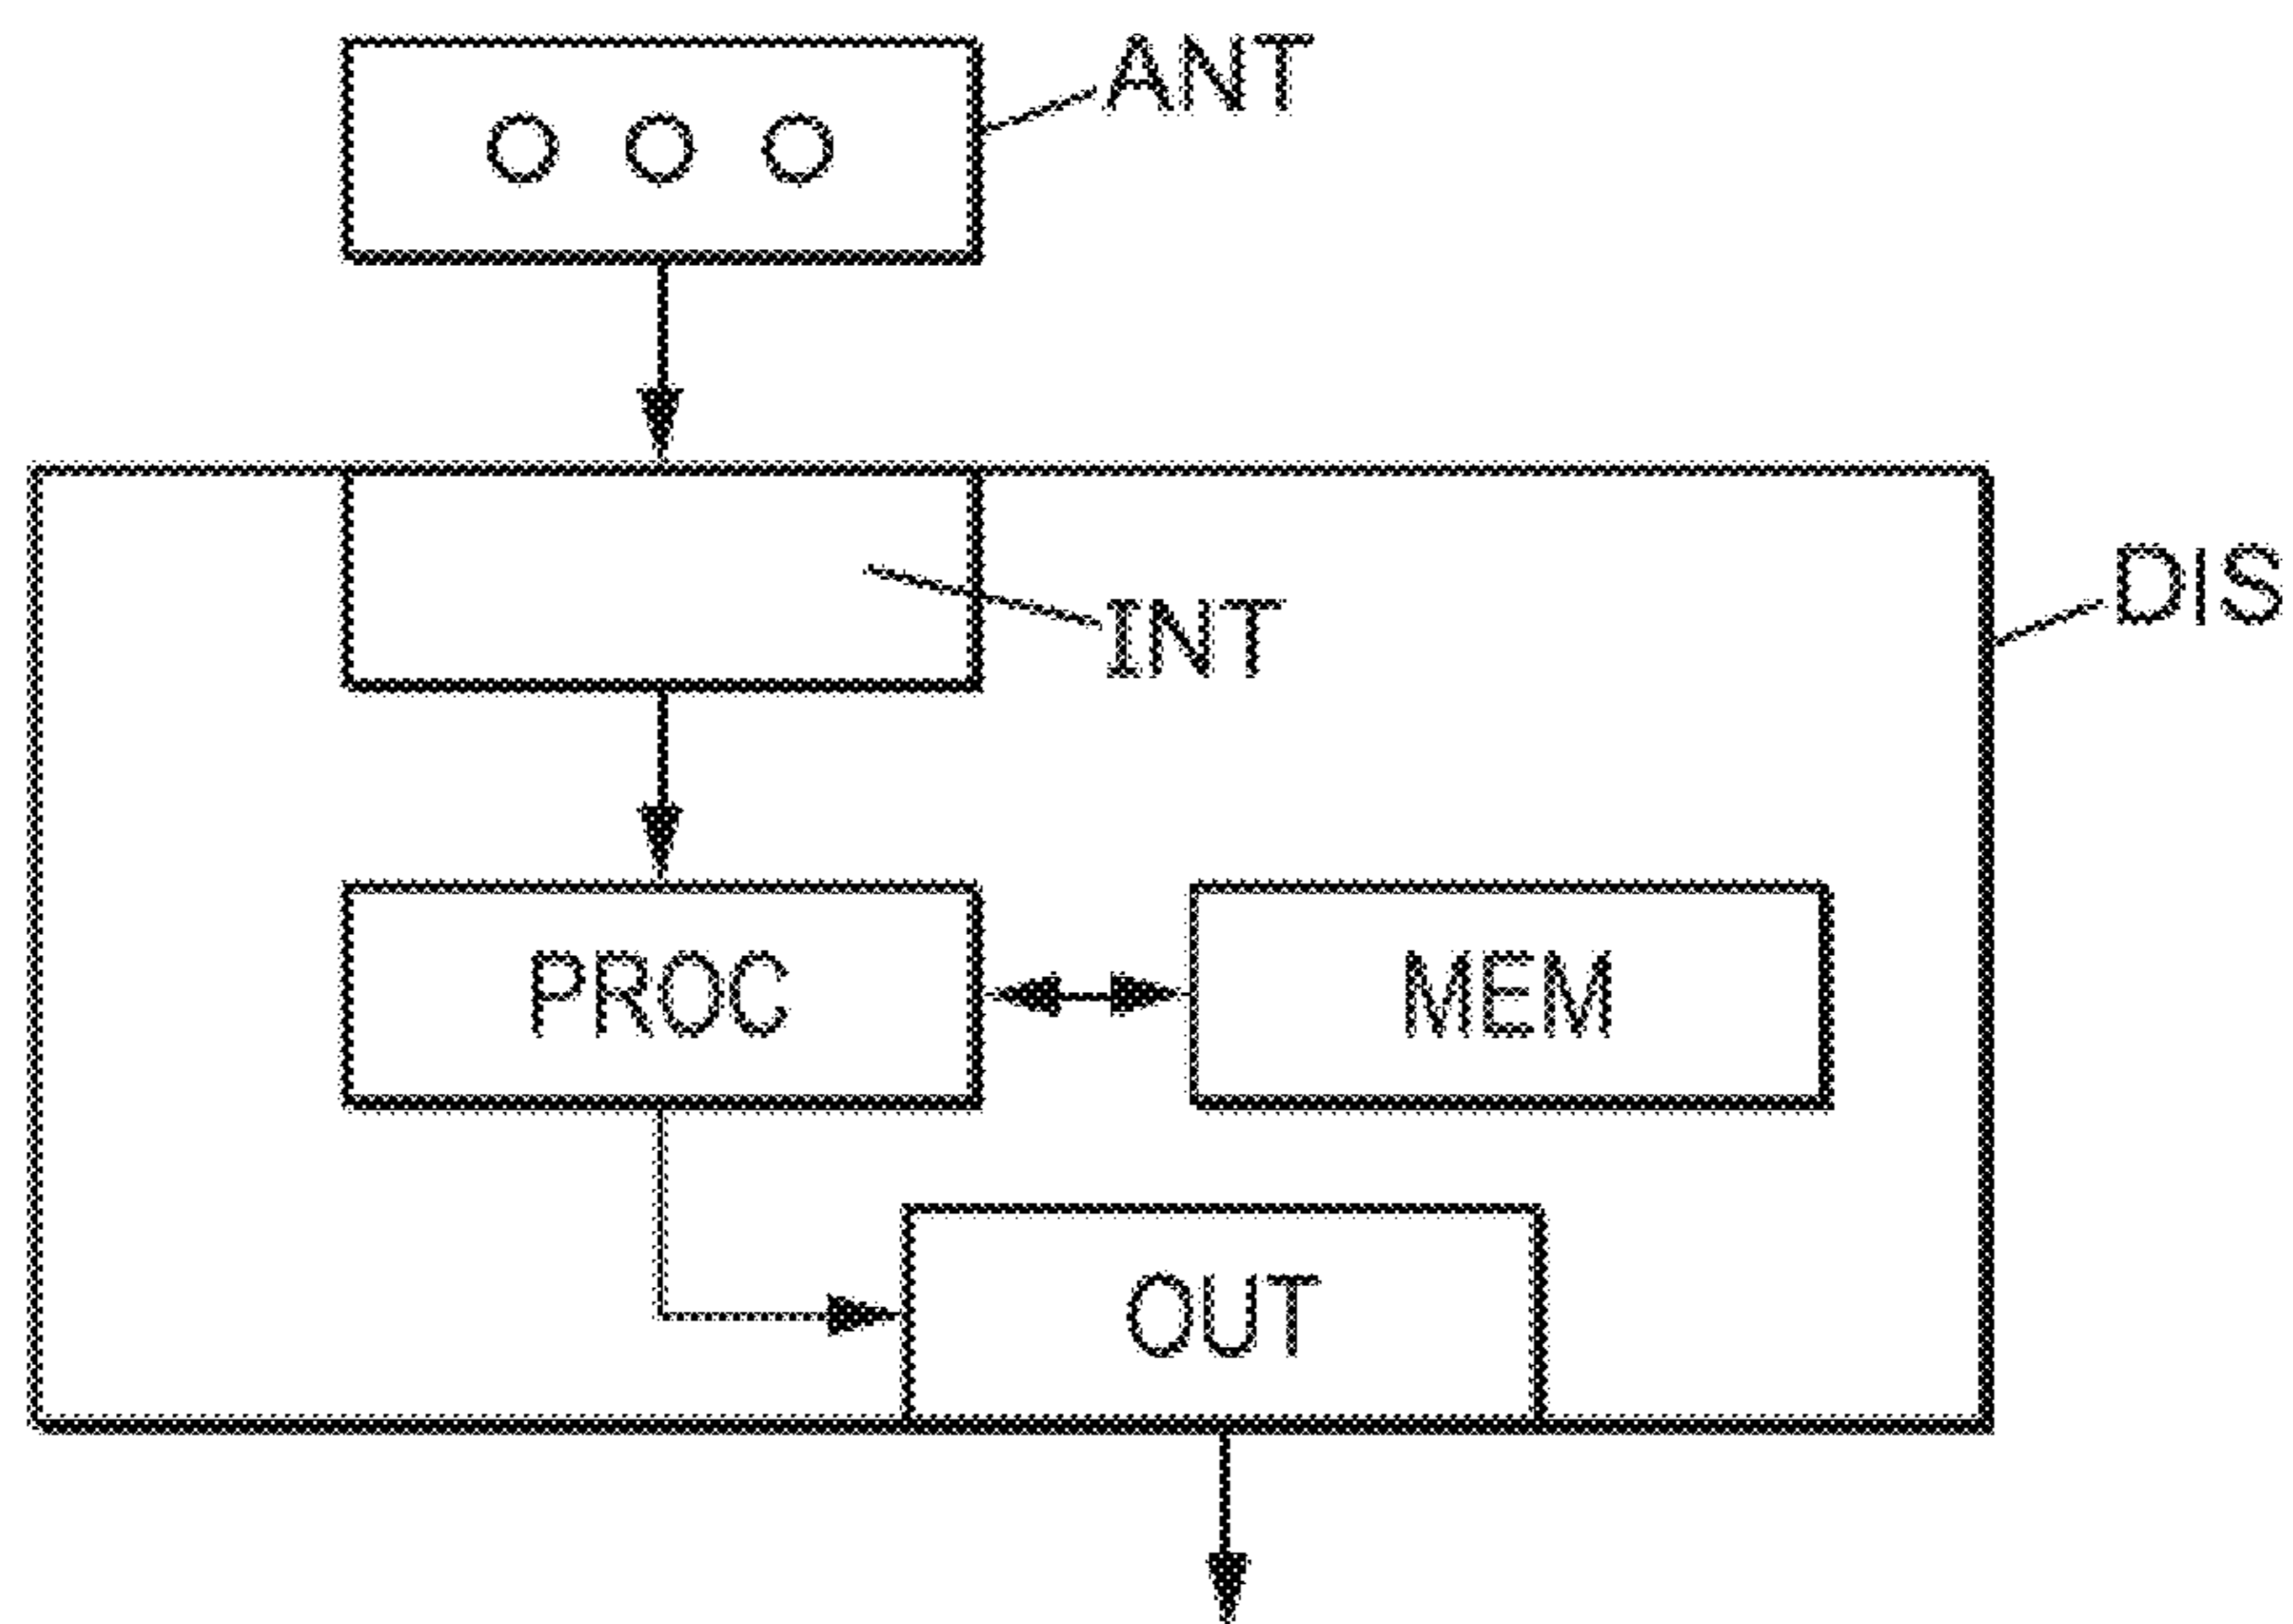 ANT
DIS
INT
PROC
MEM
OUT